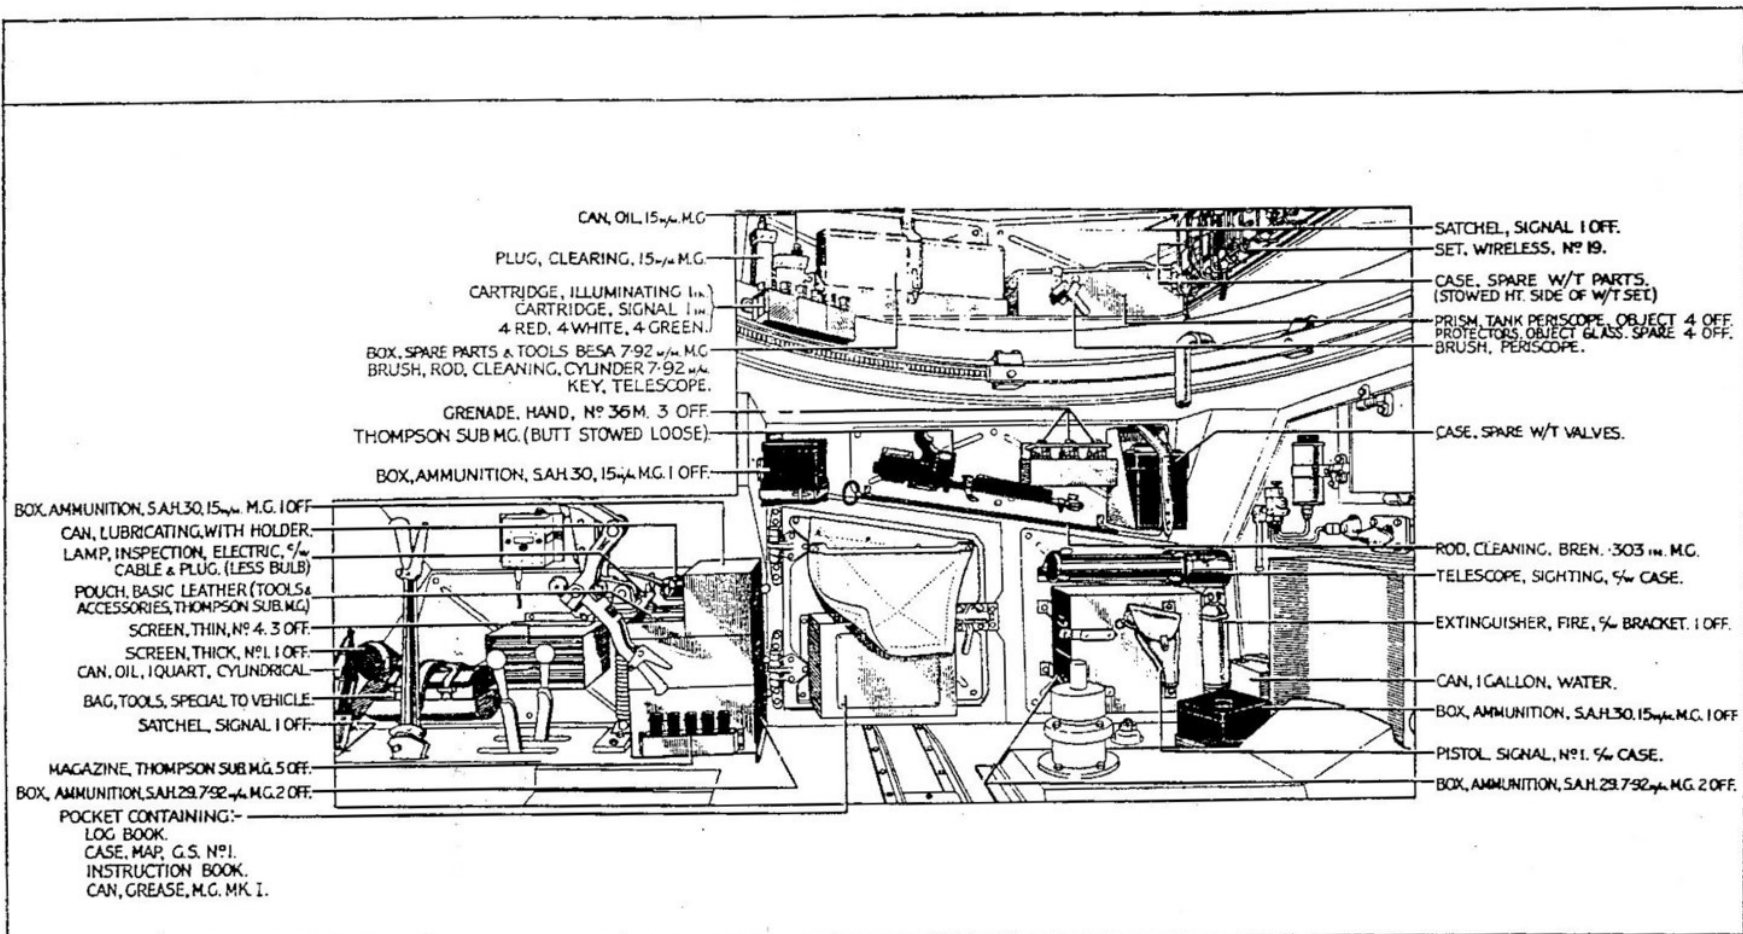 CAN, OIL, 15 m/m. M.G
PLUG, CLEARING, 15 m/m M.G.
CARTRIDGE, ILLUMINATING 1 IN.
CARTRIDGE, SIGNAL 1 IN.
4 RED, 4 WHITE, 4 GREEN.
BOX, SPARE PARTS & TOOLS BESA 7·92 m/m. M.G
BRUSH, ROD, CLEANING, CYLINDER 7·92 m/m.
KEY, TELESCOPE.
GRENADE, HAND, Nº 36M. 3 OFF.
THOMPSON SUB MG. (BUTT STOWED LOOSE)
BOX, AMMUNITION, S.A.H.30, 15 m/m M.G. 1 OFF.
BOX, AMMUNITION, S.A.H.30, 15 m/m. M.G. 1 OFF
CAN, LUBRICATING, WITH HOLDER.
LAMP, INSPECTION, ELECTRIC, c/w
CABLE & PLUG. (LESS BULB)
POUCH, BASIC LEATHER (TOOLS &
ACCESSORIES, THOMPSON SUB. M.G.)
SCREEN, THIN, Nº 4. 3 OFF.
SCREEN, THICK, Nº 1. 1 OFF.
CAN, OIL, 1 QUART, CYLINDRICAL
BAG, TOOLS, SPECIAL TO VEHICLE.
SATCHEL, SIGNAL 1 OFF.
MAGAZINE, THOMPSON SUB M.G. 5 OFF.
BOX, AMMUNITION, S.A.H. 29. 7·92 m/m M.G. 2 OFF.
POCKET CONTAINING:-
LOG BOOK.
CASE, MAP, G.S. Nº 1.
INSTRUCTION BOOK.
CAN, GREASE, M.G. MK I.
SATCHEL, SIGNAL 1 OFF.
SET, WIRELESS, Nº 19.
CASE, SPARE W/T PARTS.
(STOWED HT. SIDE OF W/T SET)
PRISM, TANK PERISCOPE, OBJECT 4 OFF.
PROTECTORS, OBJECT GLASS. SPARE 4 OFF.
BRUSH, PERISCOPE.
CASE, SPARE W/T VALVES.
ROD, CLEANING, BREN. ·303 IN. M.G.
TELESCOPE, SIGHTING, c/w CASE.
EXTINGUISHER, FIRE, c/w BRACKET. 1 OFF.
CAN, 1 GALLON, WATER.
BOX, AMMUNITION, S.A.H.30. 15 m/m M.G. 1 OFF
PISTOL, SIGNAL, Nº 1. c/w CASE.
BOX, AMMUNITION, S.A.H. 29. 7·92 m/m M.G. 2 OFF.